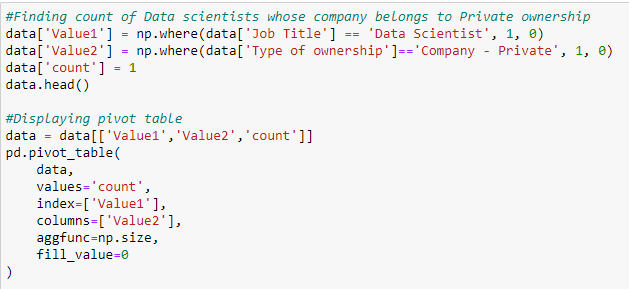 #Finding count of Data scientists whose company belongs to Private ownership
data['Value1'] = np.where(data['Job Title'] == 'Data Scientist', 1, 0)
data['Value2'] = np.where(data['Type of ownership']=='Company - Private', 1, 0)
data['count'] = 1
data.head()

#Displaying pivot table
data = data[['Value1','Value2','count']]
pd.pivot_table(
    data,
    values='count',
    index=['Value1'],
    columns=['Value2'],
    aggfunc=np.size,
    fill_value=0
)